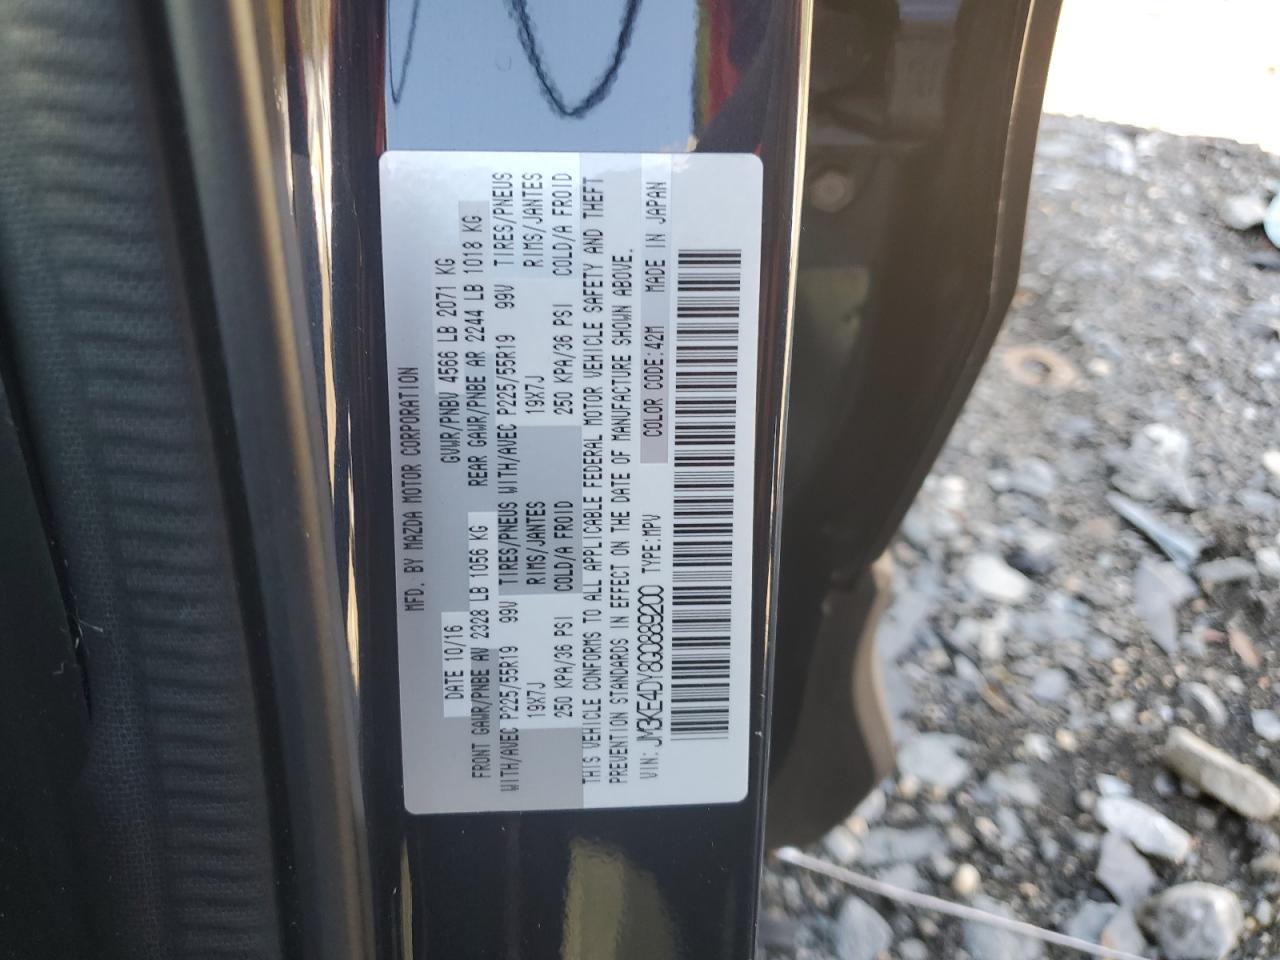 MFD. BY MAZDA MOTOR CORPORATION
DATE 10/16 GVWR/PNBV 4566 LB 2071 KG
FRONT GAWR/PNBE AV 2328 LB 1056 KG REAR GAWR/PNBE AR 2244 LB 1018 KG
WITH/AVEC P225/55R19 99V TIRES/PNEUS WITH/AVEC P225/55R19 99V TIRES/PNEUS
19X7J RIMS/JANTES 19X7J RIMS/JANTES
250 KPA/36 PSI COLD/A FROID 250 KPA/36 PSI COLD/A FROID
THIS VEHICLE CONFORMS TO ALL APPLICABLE FEDERAL MOTOR VEHICLE SAFETY AND THEFT
PREVENTION STANDARDS IN EFFECT ON THE DATE OF MANUFACTURE SHOWN ABOVE.
VIN: JM3KE4DY8G0889200 TYPE:MPV COLOR CODE:42M MADE IN JAPAN